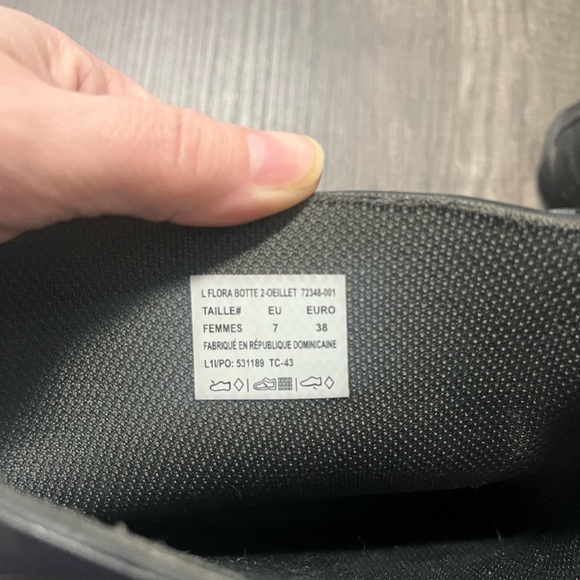 L FLORA BOTTE 2-OEILLET 72348-001
TAILLE# EU EURO
FEMMES 7 38
FABRIQUÉ EN RÉPUBLIQUE DOMINICAINE
L1I/PO: 531189 TC-43